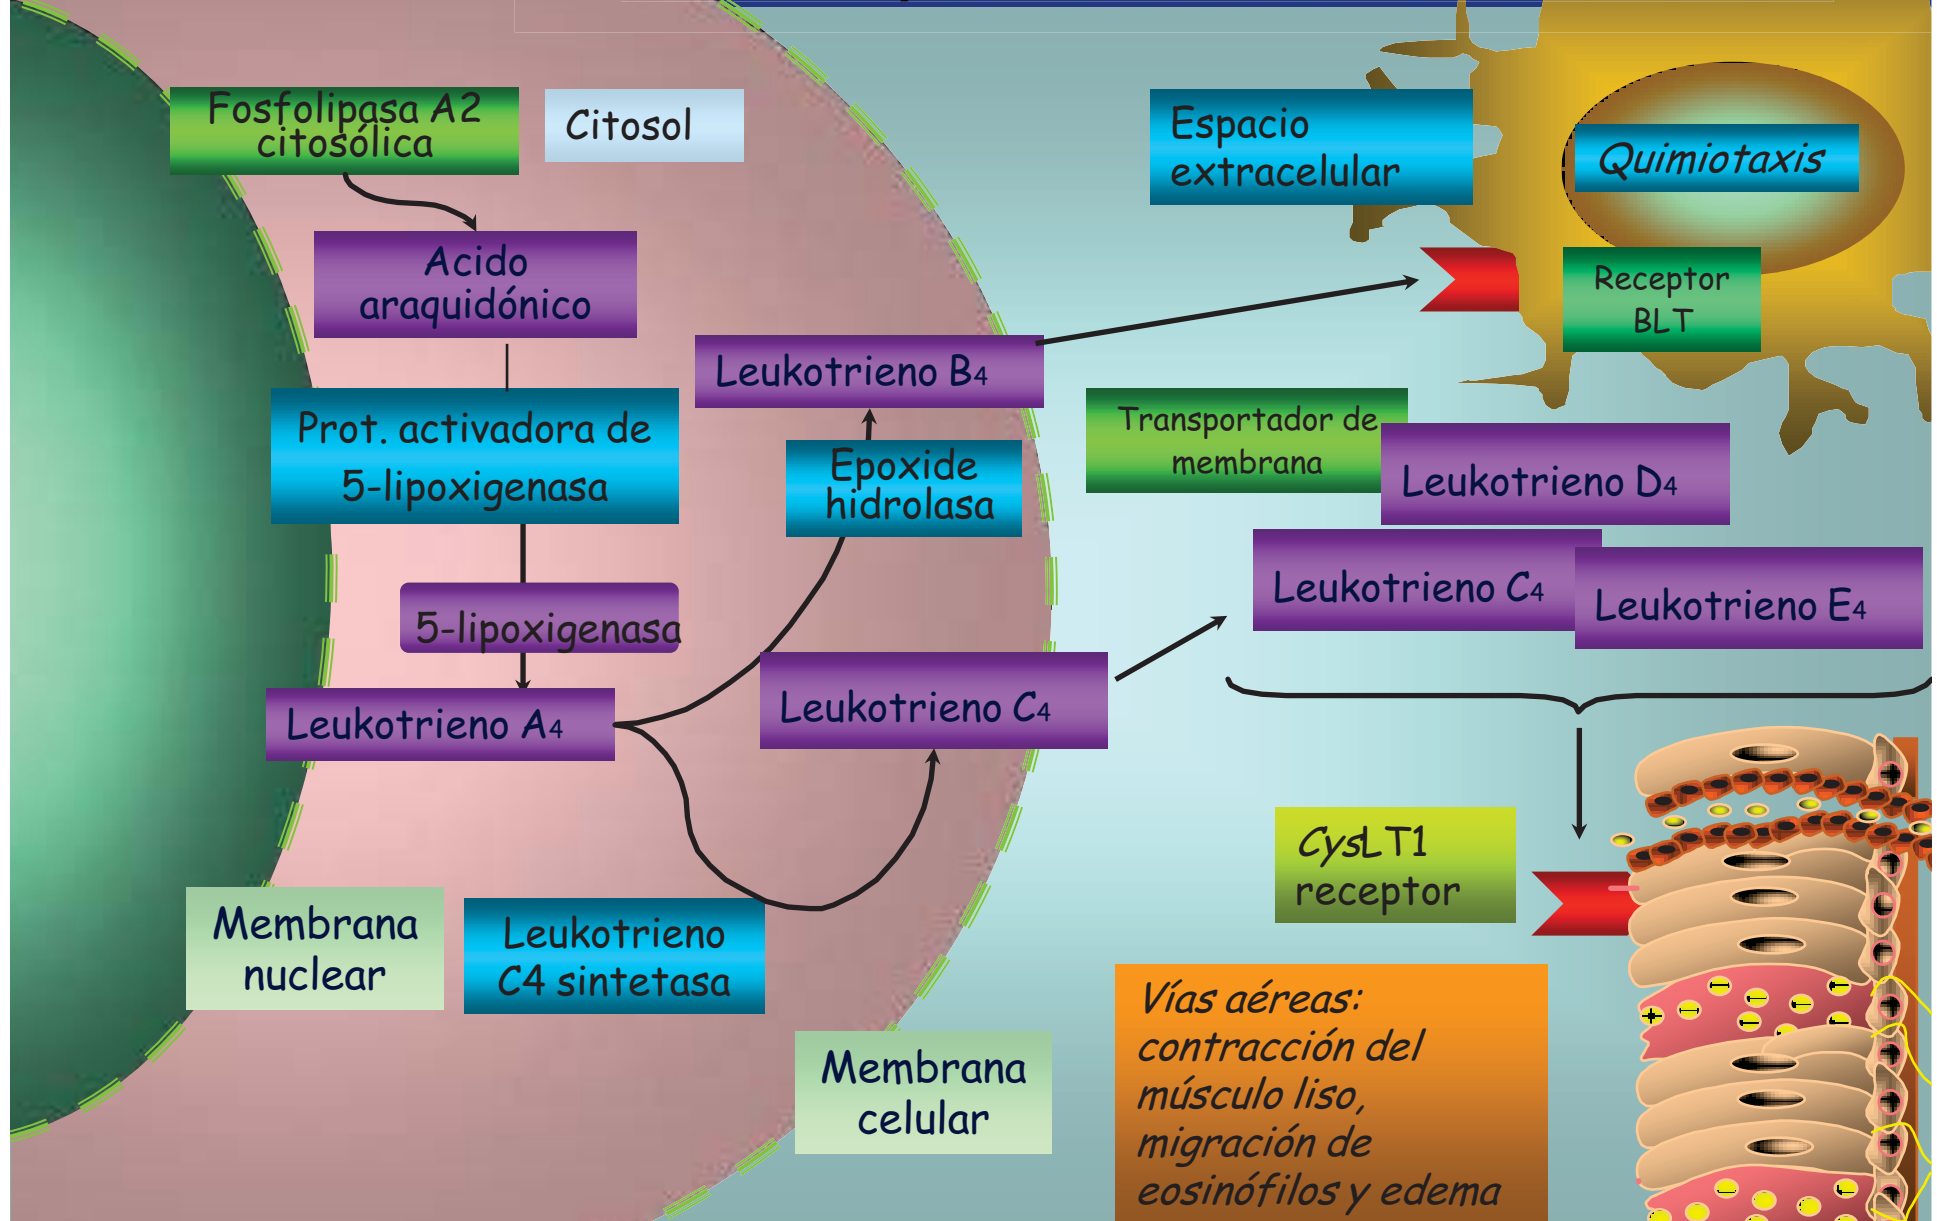 Fosfolipasa A2
citosólica
Citosol
Espacio
extracelular
Quimiotaxis
Acido
araquidónico
Receptor
BLT
Leukotrieno B4
Prot. activadora de
5-lipoxigenasa
Transportador de
membrana
Epoxide
hidrolasa
Leukotrieno D4
Leukotrieno C4
Leukotrieno E4
5-lipoxigenasa
Leukotrieno A4
Leukotrieno C4
CysLT1
receptor
Membrana
nuclear
Leukotrieno
C4 sintetasa
Membrana
celular
Vías aéreas:
contracción del
músculo liso,
migración de
eosinófilos y edema